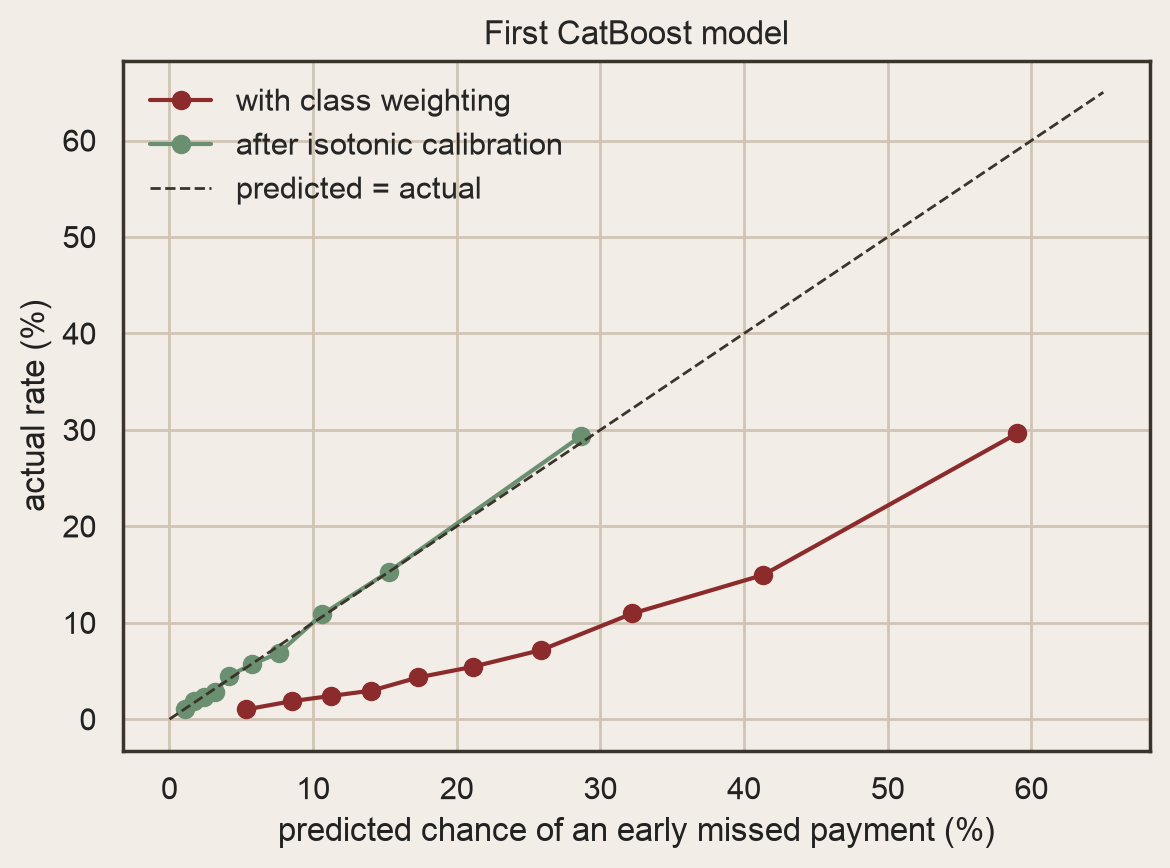 First CatBoost model
with class weighting
after isotonic calibration
predicted = actual
actual rate (%)
60
50
40
30
20
10
0
0 10 20 30 40 50 60
predicted chance of an early missed payment (%)